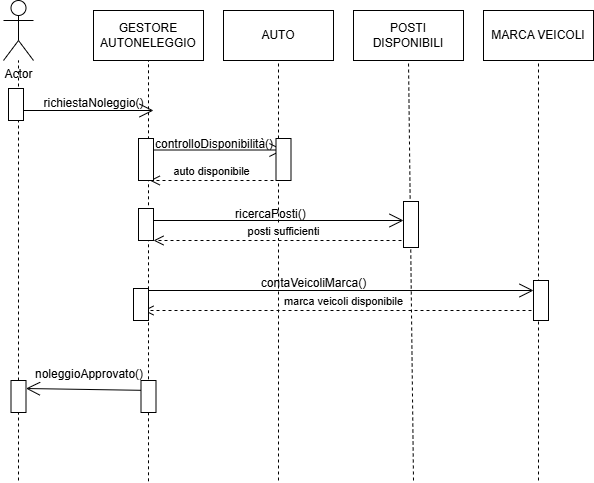 GESTORE
AUTONELEGGIO
AUTO
POSTI
DISPONIBILI
MARCA VEICOLI
Actor
richiestaNoleggio()
controlloDisponibilità()
auto disponibile
ricercaPosti()
posti sufficienti
contaVeicoliMarca()
marca veicoli disponibile
noleggioApprovato()